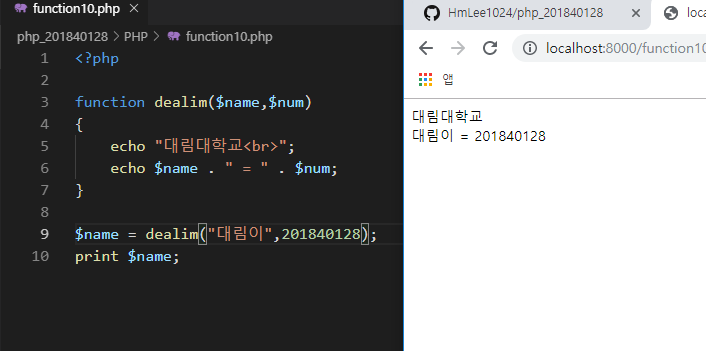 function10.php
php_201840128 > PHP > function10.php
1 <?php
2
3 function dealim($name,$num)
4 {
5 echo "대림대학교<br>";
6 echo $name . " = " . $num;
7 }
8
9 $name = dealim("대림이",201840128);
10 print $name;
HmLee1024/php_201840128
loca
localhost:8000/function10
앱
대림대학교
대림이 = 201840128